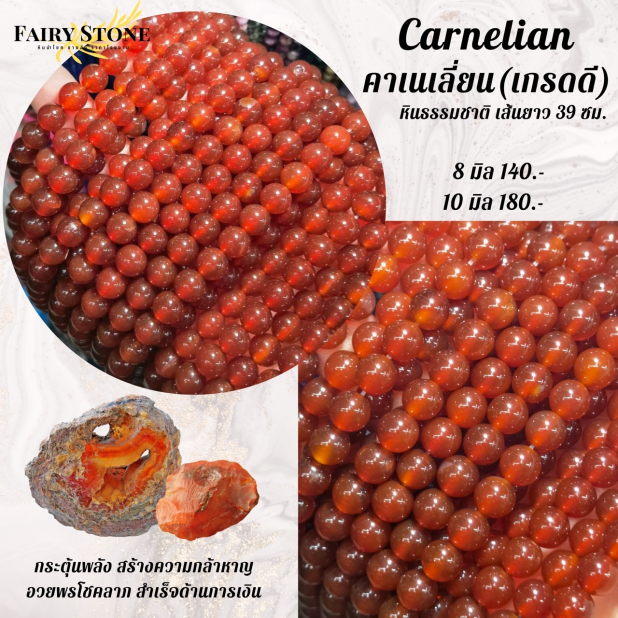 FAIRY STONE
Carnelian
คาเนเลี่ยน (เกรดดี)
หินธรรมชาติ เส้นยาว 39 ซม.
8 มิล 140.-
10 มิล 180.-
กระตุ้นพลัง สร้างความกล้าหาญ
อวยพรโชคลาภ สำเร็จด้านการเงิน